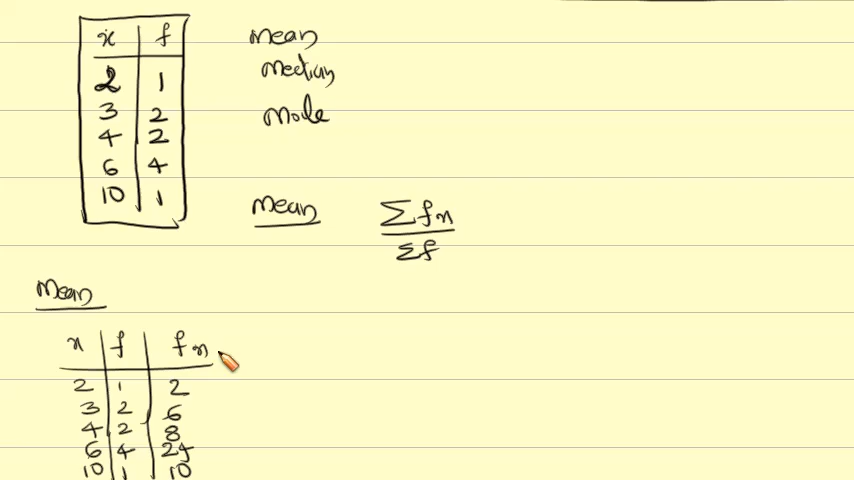 x f
2 1
3 2
4 2
6 4
10 1
Mean
Median
Mode
Mean Σfx
Σf
Mean
x f fx
2 1 2
3 2 6
4 2 8
6 4 24
10 1 10